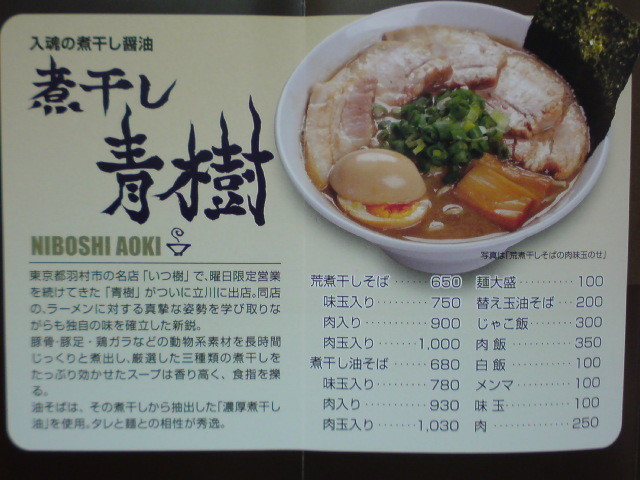 入魂の煮干し醤油
煮干し
青樹
NIBOSHI AOKI
東京都羽村市の名店「いつ樹」で、曜日限定営業
を続けてきた「青樹」がついに立川に出店。同店
の、ラーメンに対する真摯な姿勢を学び取りな
がらも独自の味を確立した新鋭。
豚骨・豚足・鶏ガラなどの動物系素材を長時間
じっくりと煮出し、厳選した三種類の煮干しを
たっぷり効かせたスープは香り高く、食指を擽
る。
油そばは、その煮干しから抽出した「濃厚煮干し
油」を使用。タレと麺との相性が秀逸。
写真は「荒煮干しそばの肉味玉のせ」
荒煮干しそば・・・・・・650
味玉入り・・・・・・750
肉入り・・・・・・900
肉玉入り・・・・・・1,000
煮干し油そば・・・・・・680
味玉入り・・・・・・780
肉入り・・・・・・930
肉玉入り・・・・・・1,030
麺大盛・・・・・・100
替え玉油そば・・・200
じゃこ飯・・・・・・300
肉飯・・・・・・350
白飯・・・・・・100
メンマ・・・・・・100
味玉・・・・・・100
肉・・・・・・250